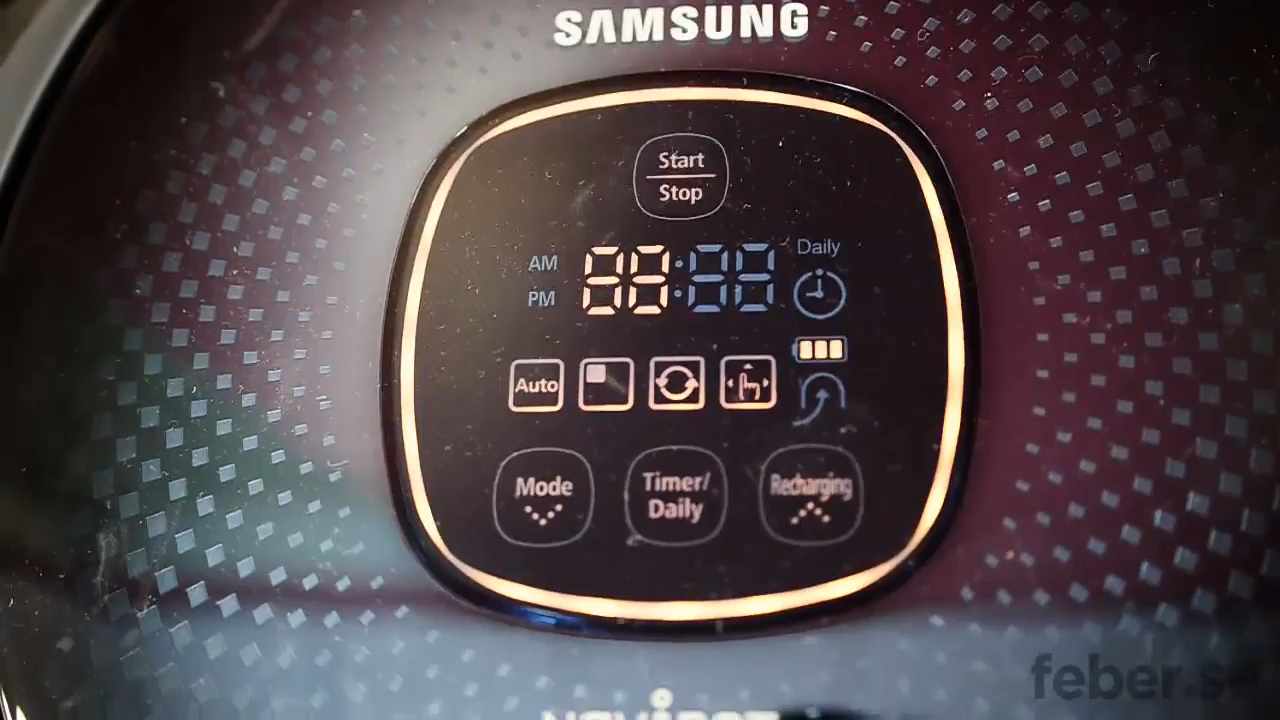 SAMSUNG
Start
Stop
AM
PM
88:88
Daily
Auto
Mode
Timer/
Daily
Recharging
feber.se